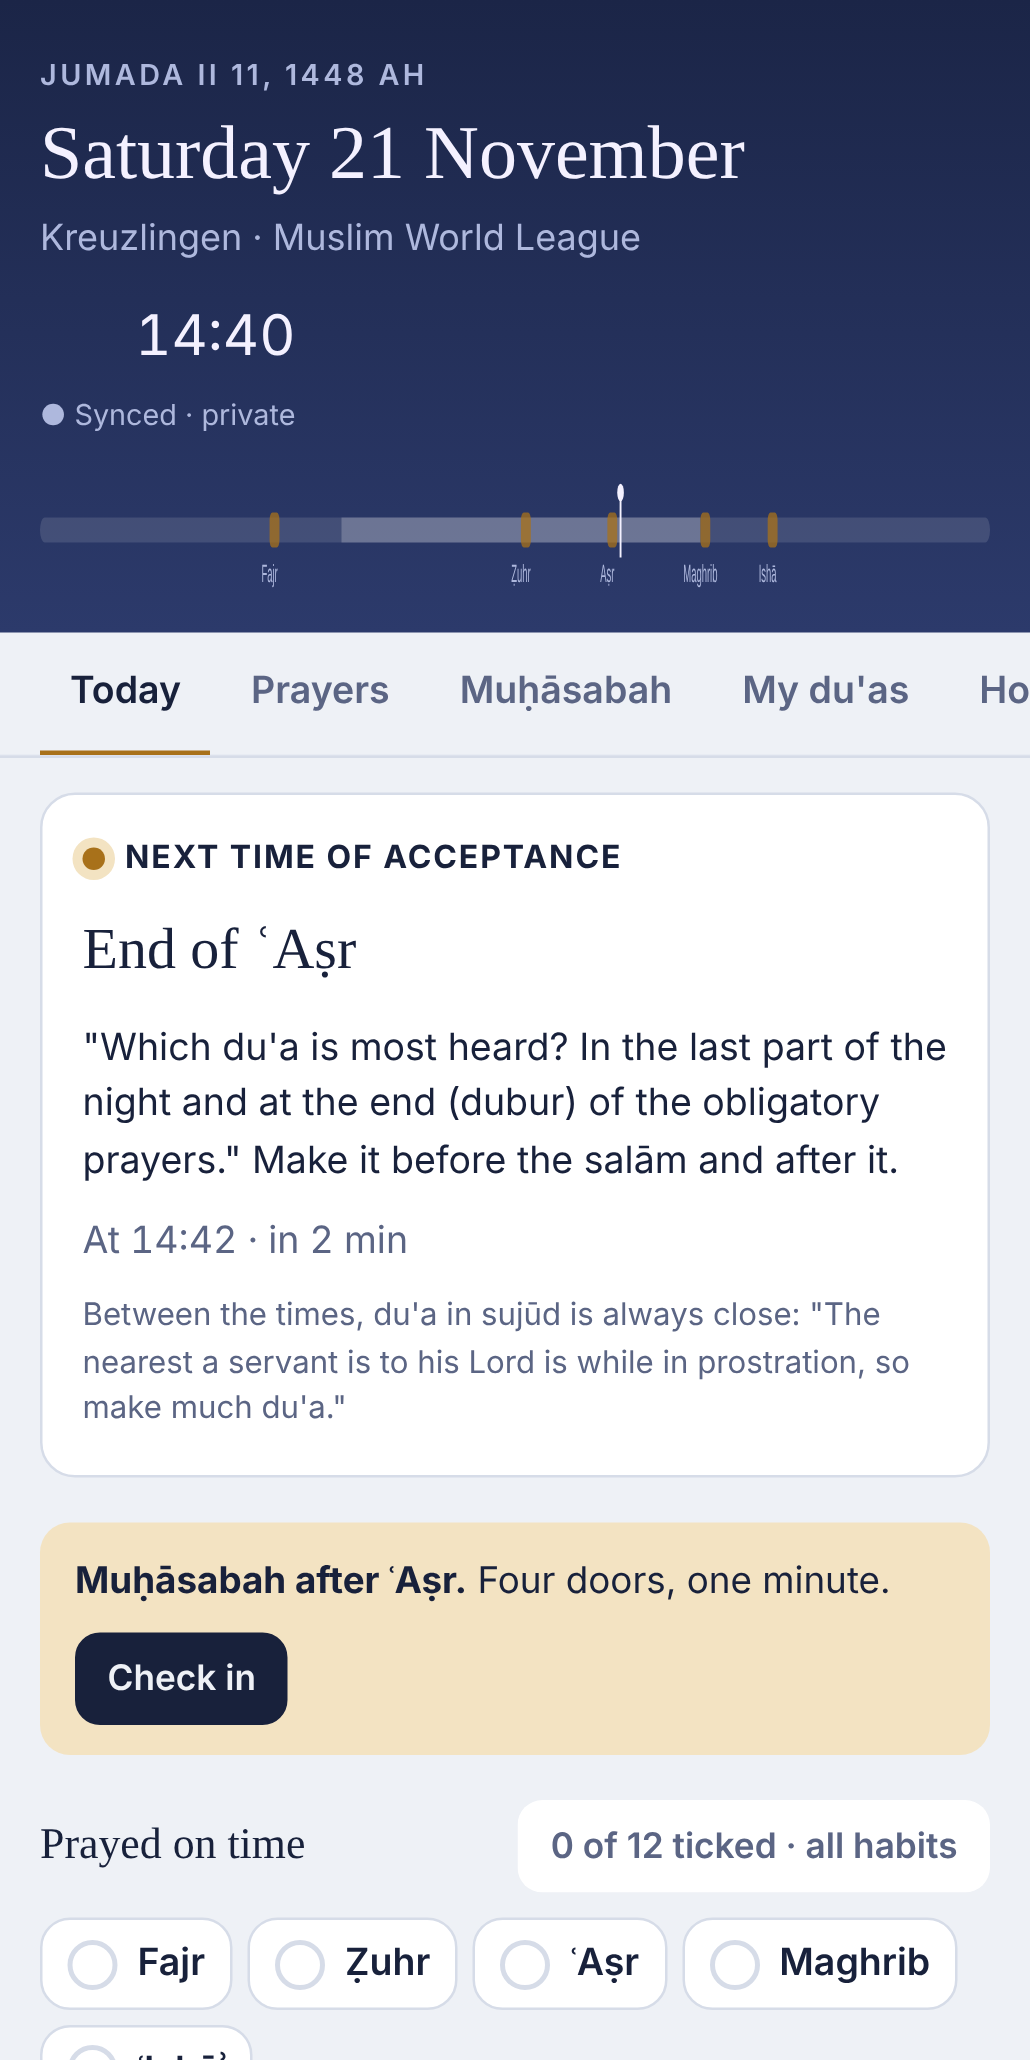 JUMADA II 11, 1448 AH
Saturday 21 November
Kreuzlingen · Muslim World League
14:40
Synced · private
Fajr Ẓuhr Aṣr Maghrib Ishā
Today Prayers Muḥāsabah My du'as Ho
NEXT TIME OF ACCEPTANCE
End of ʿAṣr
"Which du'a is most heard? In the last part of the
night and at the end (dubur) of the obligatory
prayers." Make it before the salām and after it.
At 14:42 · in 2 min
Between the times, du'a in sujūd is always close: "The
nearest a servant is to his Lord is while in prostration, so
make much du'a."
Muḥāsabah after ʿAṣr. Four doors, one minute.
Check in
Prayed on time
0 of 12 ticked · all habits
Fajr Ẓuhr ʿAṣr Maghrib